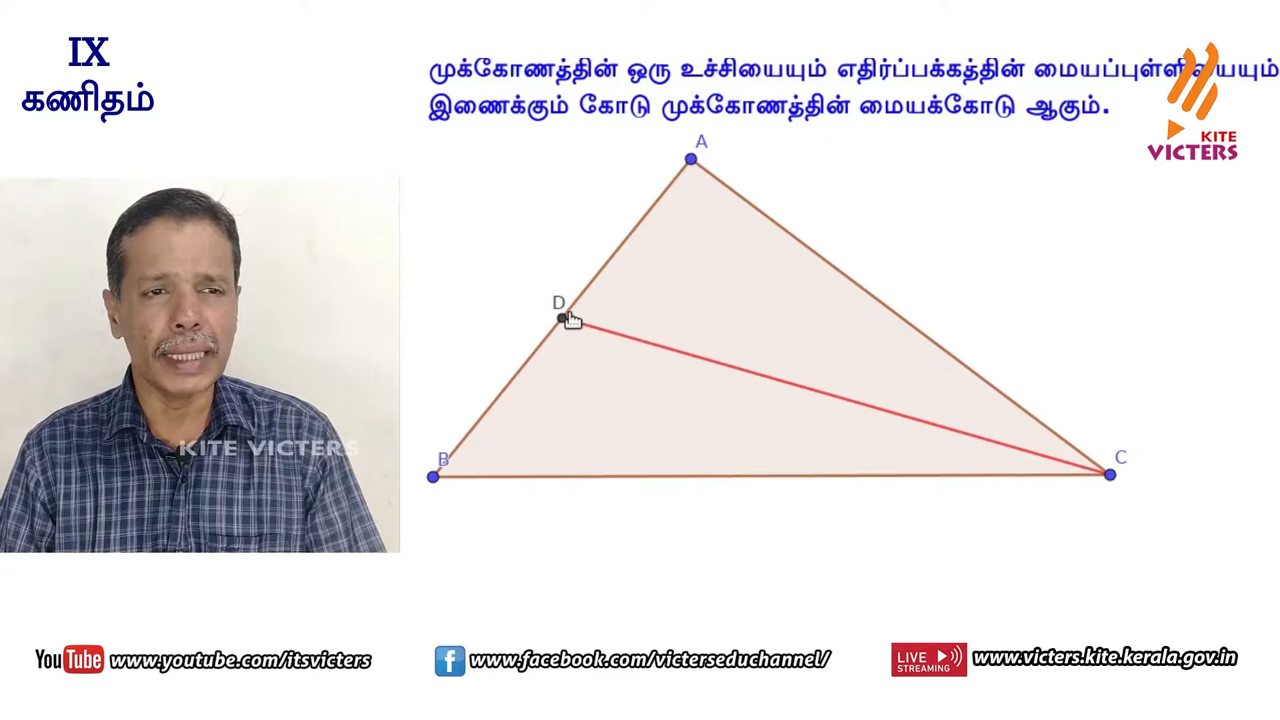 IX
கணிதம்
முக்கோணத்தின் ஒரு உச்சியையும் எதிர்ப்பக்கத்தின் மையப்புள்ளியையும்
இணைக்கும் கோடு முக்கோணத்தின் மையக்கோடு ஆகும்.
KITE
VICTERS
A
D
B
C
KITE VICTERS
YouTube www.youtube.com/itsvicters
f www.facebook.com/victerseduchannel/
LIVE STREAMING www.victers.kite.kerala.gov.in